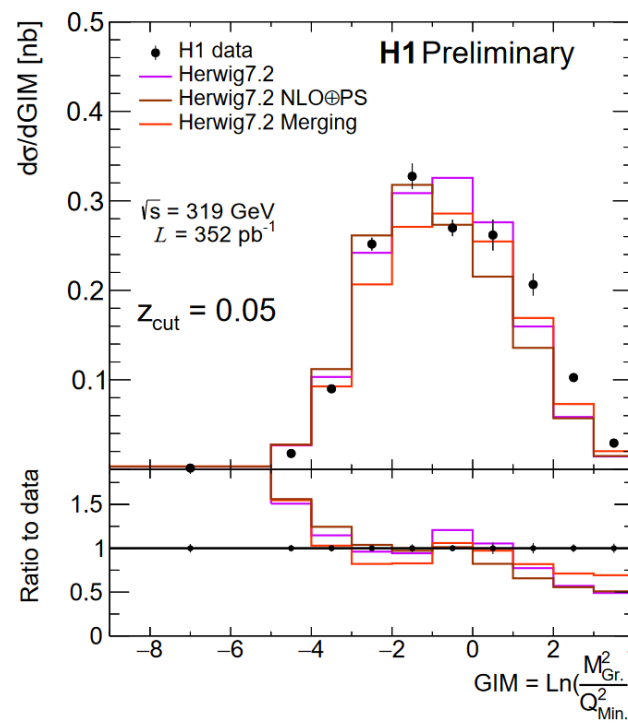 dσ/dGIM [nb]
0.5
0.4
0.3
0.2
0.1
H1 data
H1 Preliminary
Herwig7.2
Herwig7.2 NLO⊕PS
Herwig7.2 Merging
√s = 319 GeV
L = 352 pb⁻¹
z_cut = 0.05
Ratio to data
1.5
1
0.5
0
−8 −6 −4 −2 0 2
GIM = Ln(M²_Gr. / Q²_Min.